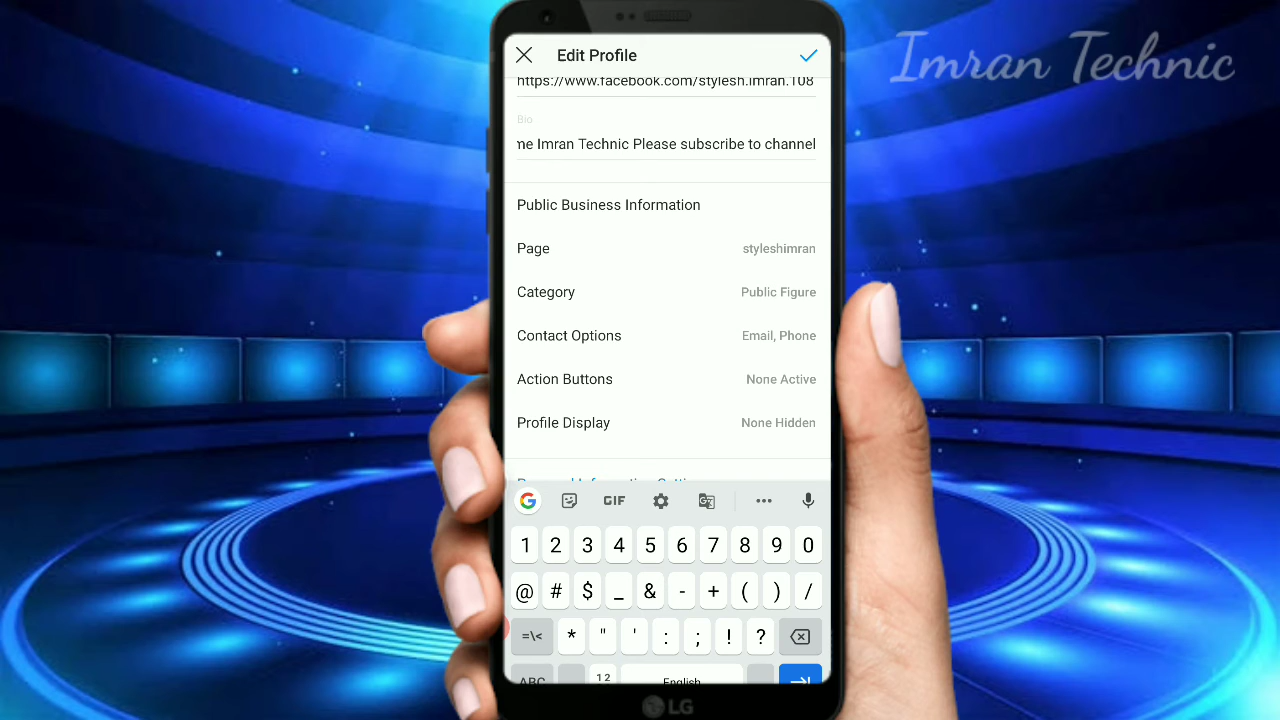 Imran Technic
Edit Profile
https://www.facebook.com/stylesh.imran.108
Bio
ne Imran Technic Please subscribe to channel
Public Business Information
Page styleshimran
Category Public Figure
Contact Options Email, Phone
Action Buttons None Active
Profile Display None Hidden
GIF
1 2 3 4 5 6 7 8 9 0
@ # $ _ & - + ( ) /
=\< * " ' : ; ! ?
ABC 1 2 English
LG